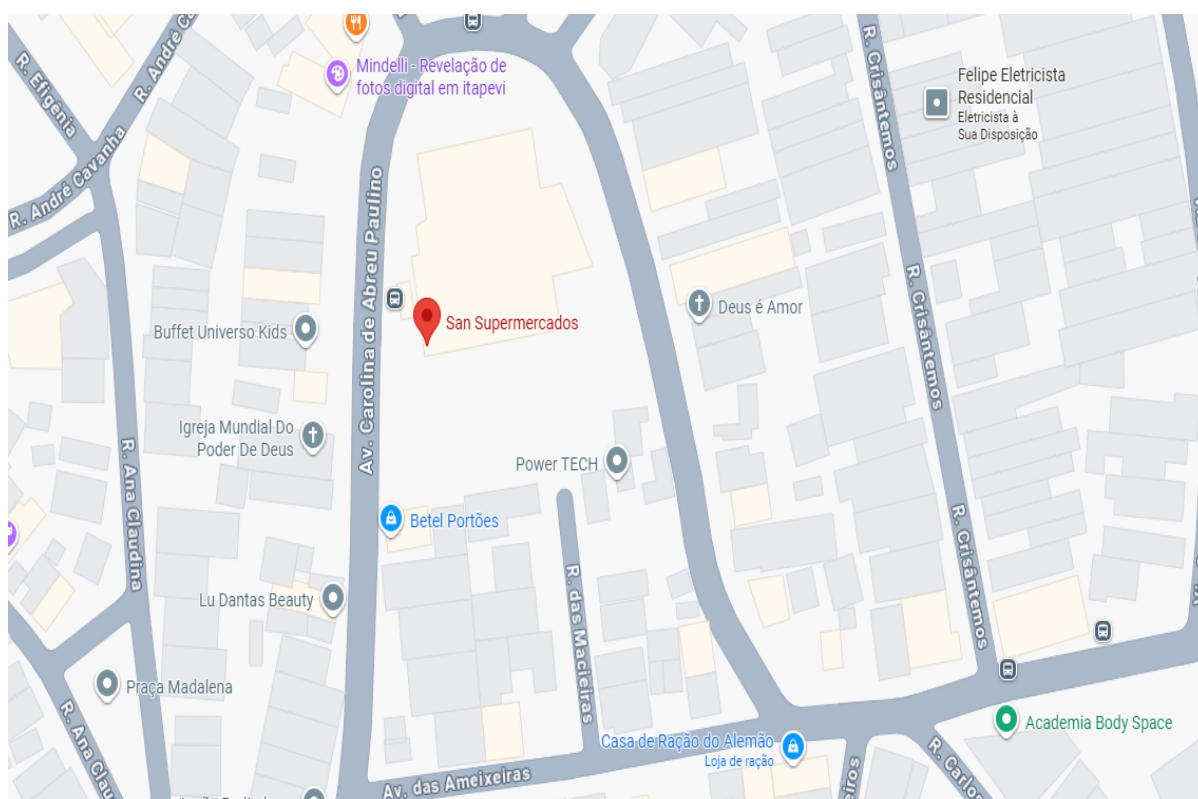 R. Efigênia
R. André Ca
R. André Cavanha
Mindelli - Revelação de
fotos digital em itapevi
R. Crisântemos
Felipe Eletricista
Residencial
Eletricista à
Sua Disposição
Av. Carolina de Abreu Paulino
San Supermercados
Buffet Universo Kids
Deus é Amor
R. Crisântemos
Igreja Mundial Do
Poder De Deus
Power TECH
R. Ana Claudina
Betel Portões
R. Crisântemos
Lu Dantas Beauty
R. das Macieiras
Praça Madalena
R. Ana Clau
Casa de Ração do Alemão
Loja de ração
Academia Body Space
R. Carlos
eiros
Av. das Ameixeiras